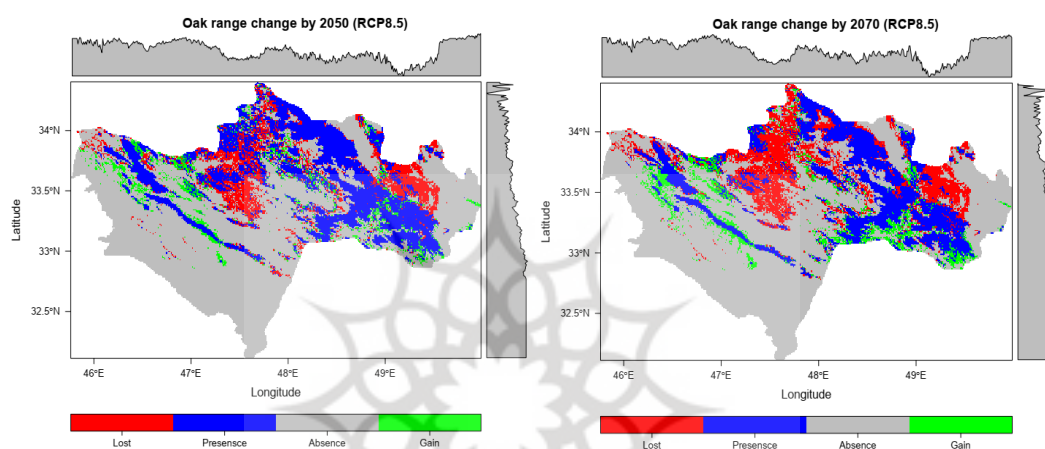 Oak range change by 2050 (RCP8.5)
34°N
33.5°N
33°N
32.5°N
Latitude
46°E
47°E
48°E
49°E
Longitude
Lost
Presensce
Absence
Gain
Oak range change by 2070 (RCP8.5)
34°N
33.5°N
33°N
32.5°N
Latitude
46°E
47°E
48°E
49°E
Longitude
Lost
Presensce
Absence
Gain